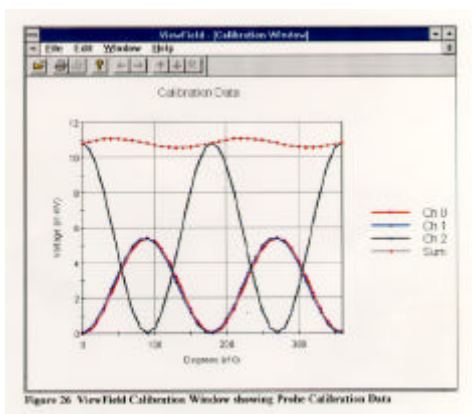 ViewField - [Calibration Window]
File Edit Window Help
Calibration Data
12
10
8
6
4
2
0
Voltage (in mV)
0 100 200 300
Degrees
Ch 0
Ch 1
Ch 2
Sum
Figure 26 ViewField Calibration Window showing Probe Calibration Data